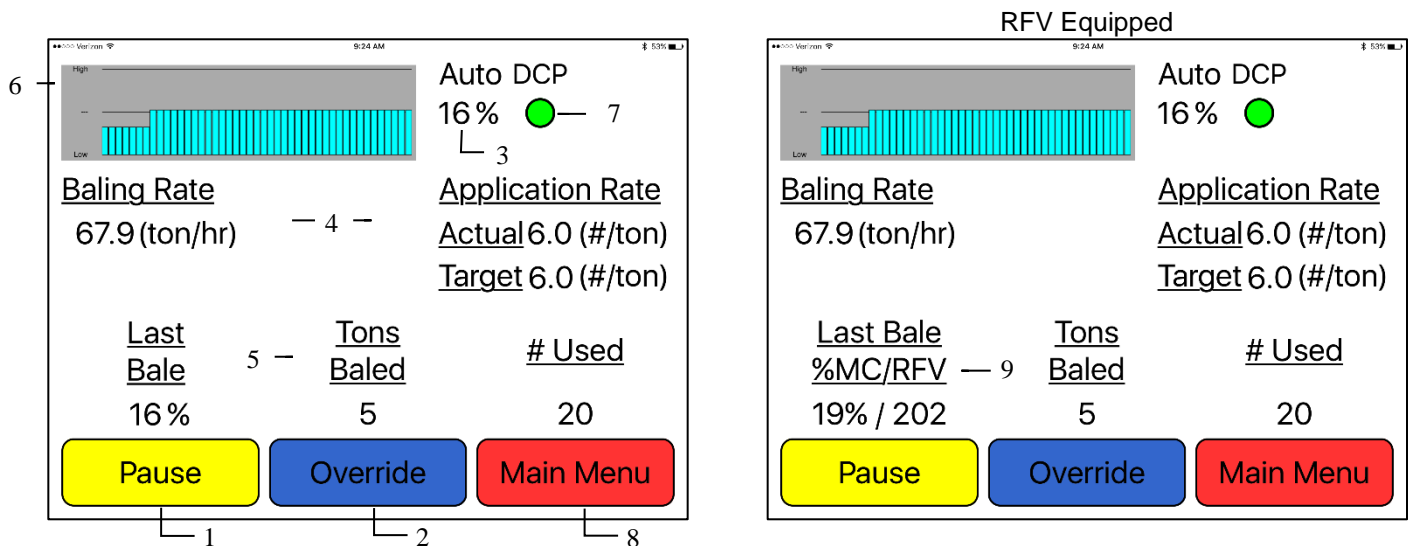 RFV Equipped
●●○○○ Verizon 9:24 AM 53%
High
–
Low
6
Auto DCP
16 %
7
3
Baling Rate
67.9 (ton/hr)
4
Application Rate
Actual 6.0 (#/ton)
Target 6.0 (#/ton)
Last
Bale
16 %
5
Tons
Baled
5
# Used
20
Pause
Override
Main Menu
1
2
8
●●○○○ Verizon 9:24 AM 53%
High
–
Low
Auto DCP
16 %
Baling Rate
67.9 (ton/hr)
Application Rate
Actual 6.0 (#/ton)
Target 6.0 (#/ton)
Last Bale
%MC/RFV
19% / 202
9
Tons
Baled
5
# Used
20
Pause
Override
Main Menu